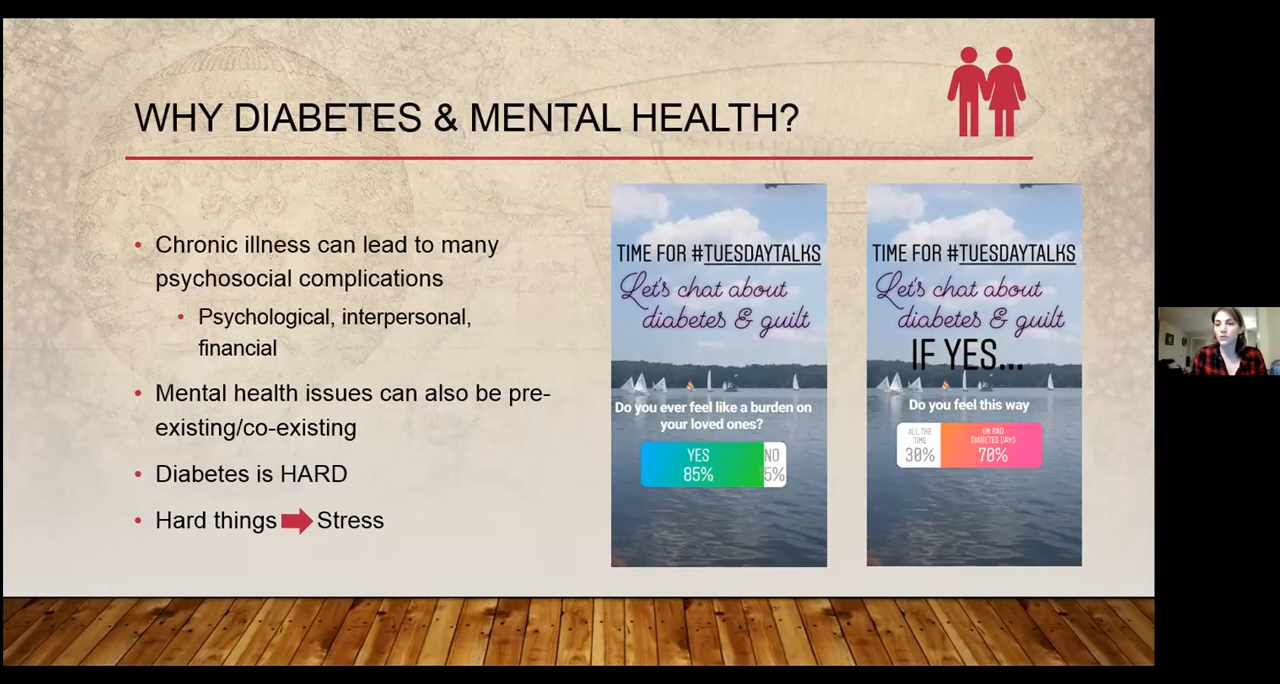 WHY DIABETES & MENTAL HEALTH?
• Chronic illness can lead to many
psychosocial complications
• Psychological, interpersonal,
financial
• Mental health issues can also be pre-
existing/co-existing
• Diabetes is HARD
• Hard things Stress
TIME FOR #TUESDAYTALKS
Let's chat about
diabetes & guilt
Do you ever feel like a burden on
your loved ones?
YES
85%
NO
5%
TIME FOR #TUESDAYTALKS
Let's chat about
diabetes & guilt
IF YES...
Do you feel this way
ALL THE
TIME
30%
ON BAD
DIABETES DAYS
70%